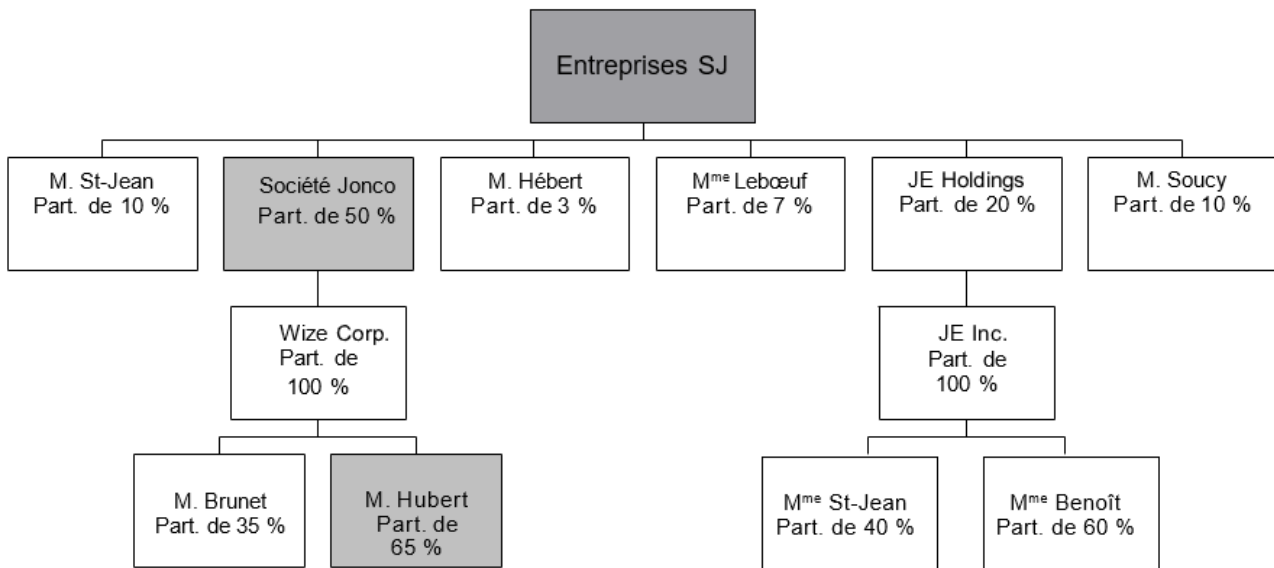 Entreprises SJ
M. St-Jean
Part. de 10 %
Société Jonco
Part. de 50 %
M. Hébert
Part. de 3 %
Mme Lebœuf
Part. de 7 %
JE Holdings
Part. de 20 %
M. Soucy
Part. de 10 %
Wize Corp.
Part. de
100 %
JE Inc.
Part. de
100 %
M. Brunet
Part. de 35 %
M. Hubert
Part. de
65 %
Mme St-Jean
Part. de 40 %
Mme Benoît
Part. de 60 %